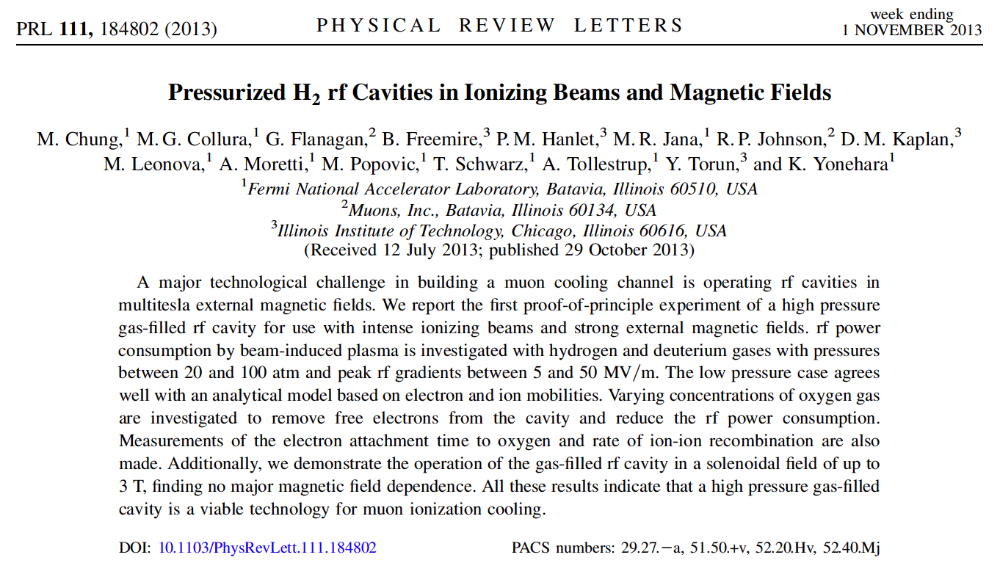 PRL 111, 184802 (2013)
PHYSICAL REVIEW LETTERS
week ending
1 NOVEMBER 2013
Pressurized H2 rf Cavities in Ionizing Beams and Magnetic Fields
M. Chung,1 M. G. Collura,1 G. Flanagan,2 B. Freemire,3 P. M. Hanlet,3 M. R. Jana,1 R. P. Johnson,2 D. M. Kaplan,3
M. Leonova,1 A. Moretti,1 M. Popovic,1 T. Schwarz,1 A. Tollestrup,1 Y. Torun,3 and K. Yonehara1
1Fermi National Accelerator Laboratory, Batavia, Illinois 60510, USA
2Muons, Inc., Batavia, Illinois 60134, USA
3Illinois Institute of Technology, Chicago, Illinois 60616, USA
(Received 12 July 2013; published 29 October 2013)
A major technological challenge in building a muon cooling channel is operating rf cavities in
multitesla external magnetic fields. We report the first proof-of-principle experiment of a high pressure
gas-filled rf cavity for use with intense ionizing beams and strong external magnetic fields. rf power
consumption by beam-induced plasma is investigated with hydrogen and deuterium gases with pressures
between 20 and 100 atm and peak rf gradients between 5 and 50 MV/m. The low pressure case agrees
well with an analytical model based on electron and ion mobilities. Varying concentrations of oxygen gas
are investigated to remove free electrons from the cavity and reduce the rf power consumption.
Measurements of the electron attachment time to oxygen and rate of ion-ion recombination are also
made. Additionally, we demonstrate the operation of the gas-filled rf cavity in a solenoidal field of up to
3 T, finding no major magnetic field dependence. All these results indicate that a high pressure gas-filled
cavity is a viable technology for muon ionization cooling.
DOI: 10.1103/PhysRevLett.111.184802
PACS numbers: 29.27.−a, 51.50.+v, 52.20.Hv, 52.40.Mj